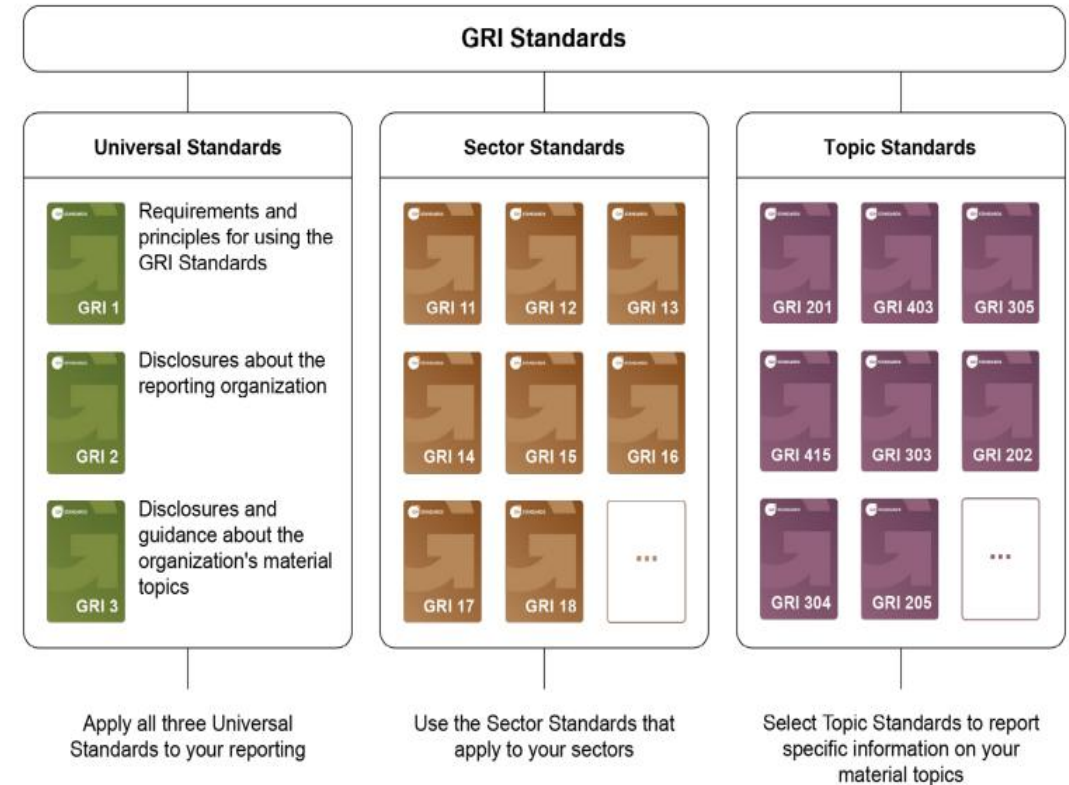 GRI Standards
Universal Standards
Requirements and
principles for using the
GRI Standards
GRI 1
Disclosures about the
reporting organization
GRI 2
Disclosures and
guidance about the
organization's material
topics
GRI 3
Apply all three Universal
Standards to your reporting
Sector Standards
GRI 11 GRI 12 GRI 13
GRI 14 GRI 15 GRI 16
GRI 17 GRI 18 ...
Use the Sector Standards that
apply to your sectors
Topic Standards
GRI 201 GRI 403 GRI 305
GRI 415 GRI 303 GRI 202
GRI 304 GRI 205 ...
Select Topic Standards to report
specific information on your
material topics